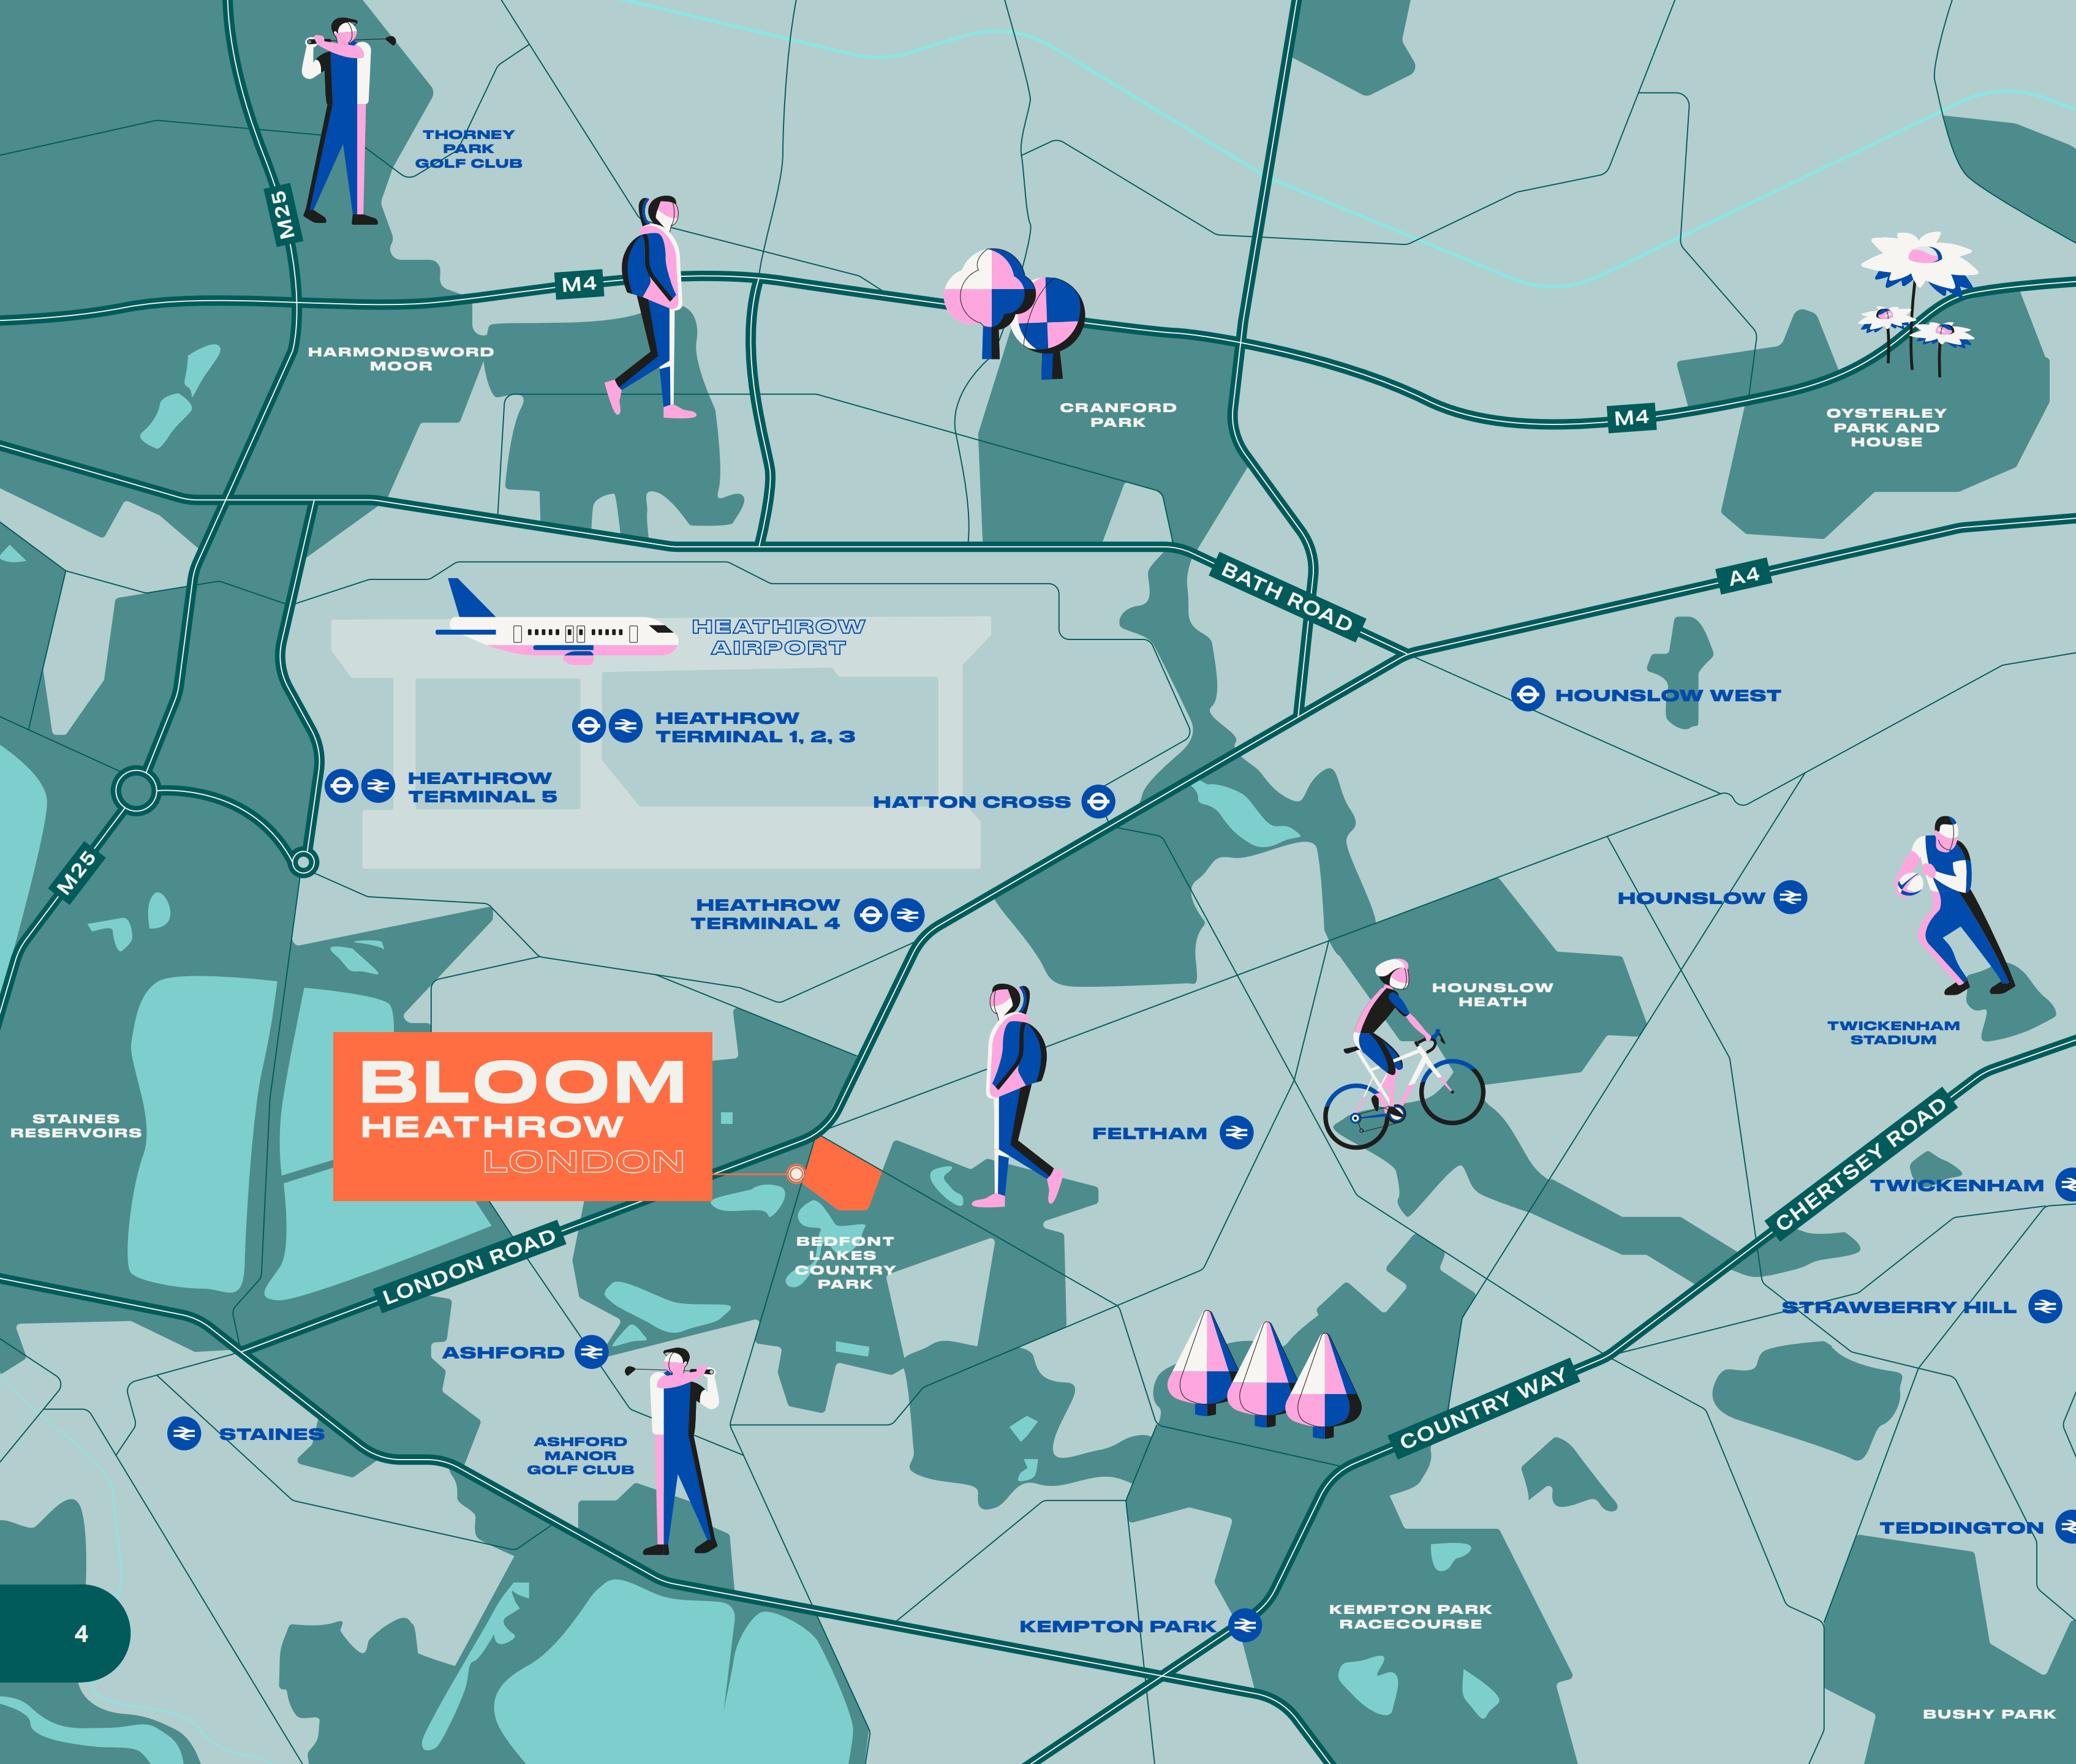 THORNEY
PARK
GOLF CLUB
M25
M4
HARMONDSWORD
MOOR
CRANFORD
PARK
M4
OYSTERLEY
PARK AND
HOUSE
BATH ROAD
A4
HEATHROW
AIRPORT
HOUNSLOW WEST
HEATHROW
TERMINAL 1, 2, 3
HEATHROW
TERMINAL 5
HATTON CROSS
M25
HEATHROW
TERMINAL 4
HOUNSLOW
HOUNSLOW
HEATH
TWICKENHAM
STADIUM
BLOOM
HEATHROW
LONDON
STAINES
RESERVOIRS
FELTHAM
CHERTSEY ROAD
TWICKENHAM
LONDON ROAD
BEDFONT
LAKES
COUNTRY
PARK
STRAWBERRY HILL
ASHFORD
COUNTRY WAY
STAINES
ASHFORD
MANOR
GOLF CLUB
TEDDINGTON
KEMPTON PARK
KEMPTON PARK
RACECOURSE
4
BUSHY PARK